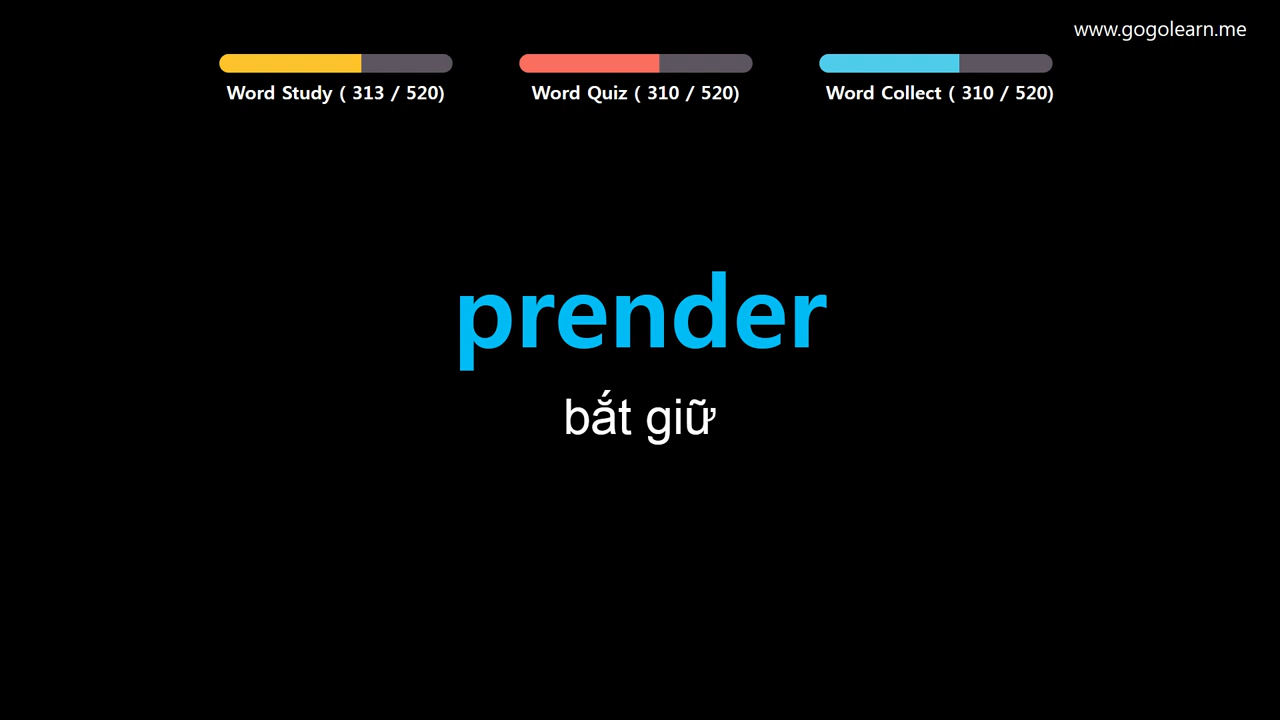 www.gogolearn.me
Word Study ( 313 / 520)
Word Quiz ( 310 / 520)
Word Collect ( 310 / 520)
prender
bắt giữ